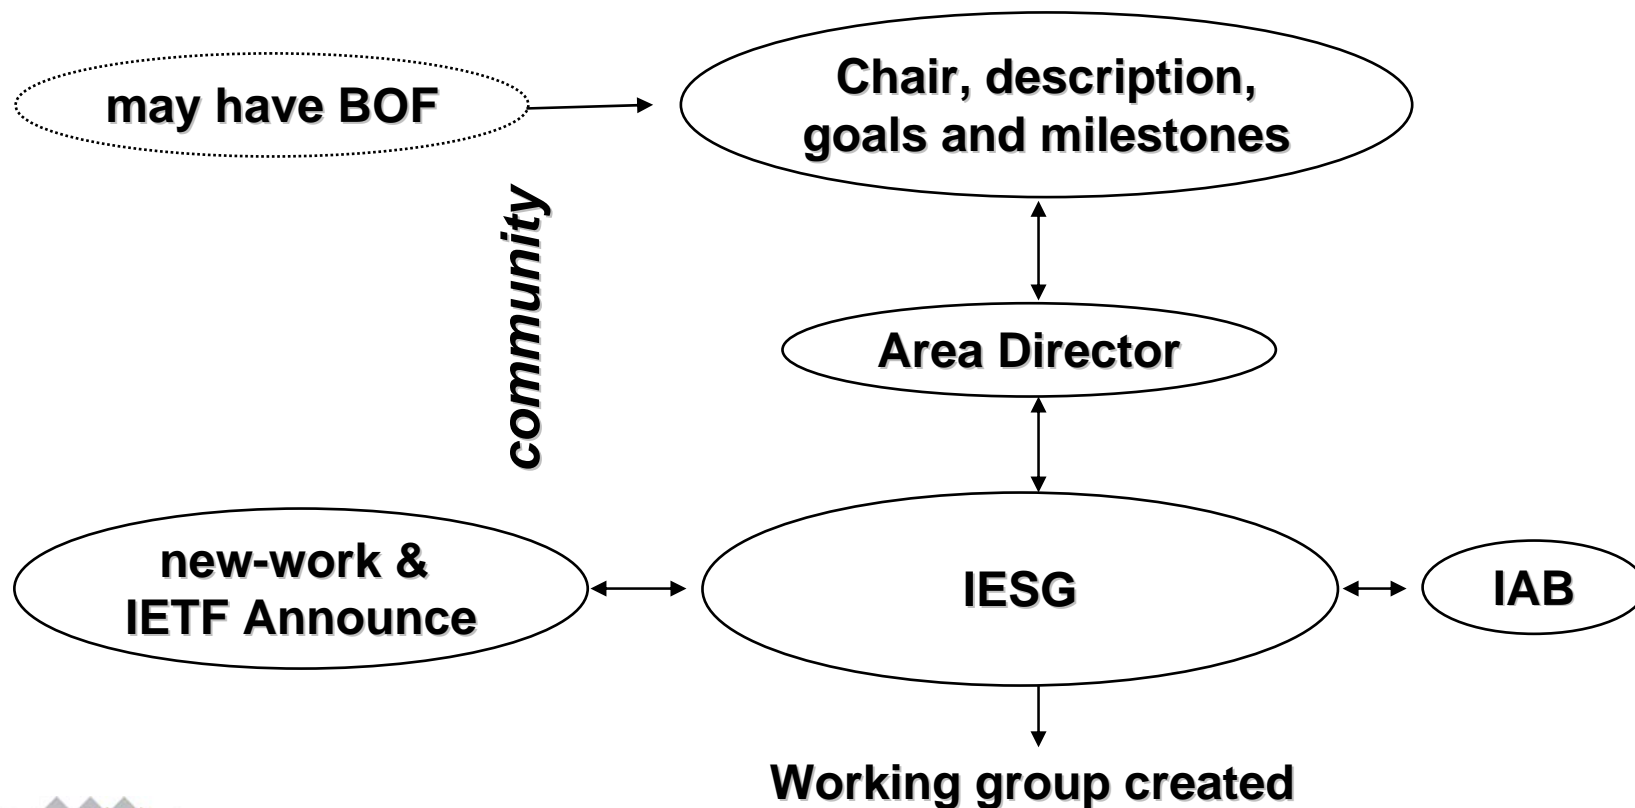 may have BOF
Chair, description,
goals and milestones
community
Area Director
new-work &
IETF Announce
IESG
IAB
Working group created